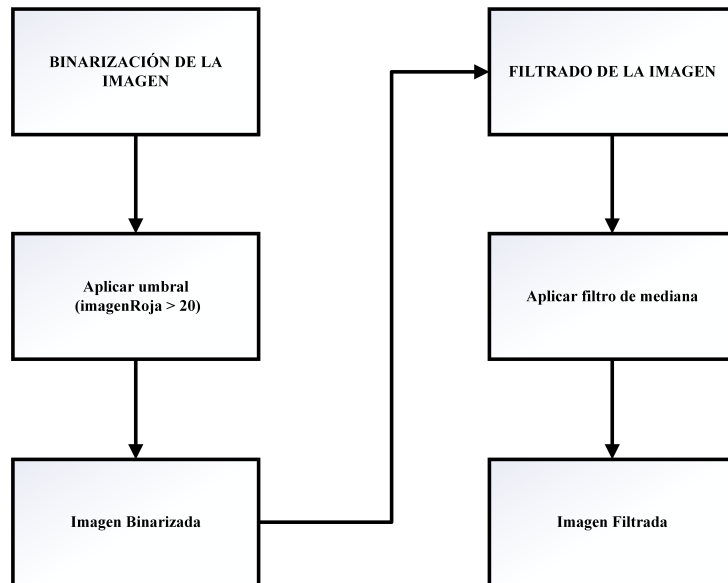 BINARIZACIÓN DE LA
IMAGEN
Aplicar umbral
(imagenRoja > 20)
Imagen Binarizada
FILTRADO DE LA IMAGEN
Aplicar filtro de mediana
Imagen Filtrada